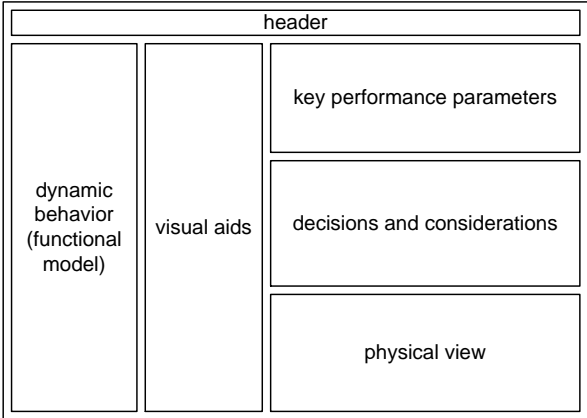 header
dynamic
behavior
(functional
model)
visual aids
key performance parameters
decisions and considerations
physical view